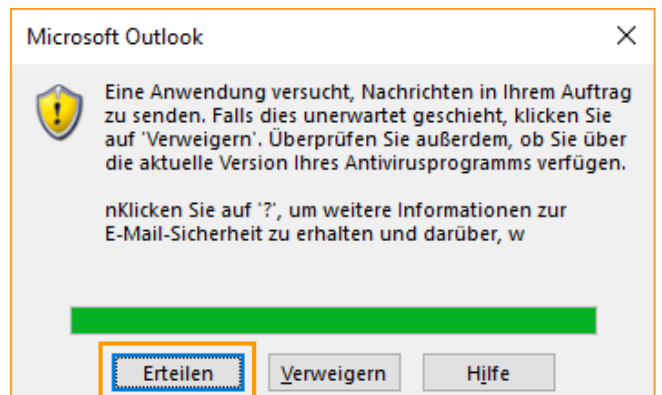 Microsoft Outlook
Eine Anwendung versucht, Nachrichten in Ihrem Auftrag
zu senden. Falls dies unerwartet geschieht, klicken Sie
auf 'Verweigern'. Überprüfen Sie außerdem, ob Sie über
die aktuelle Version Ihres Antivirusprogramms verfügen.
nKlicken Sie auf '?', um weitere Informationen zur
E-Mail-Sicherheit zu erhalten und darüber, w
Erteilen Verweigern Hilfe